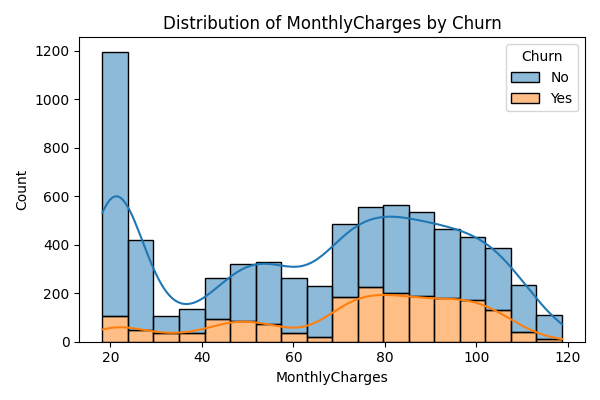 Distribution of MonthlyCharges by Churn
Churn
No
Yes
Count
1200
1000
800
600
400
200
0
20 40 60 80 100 120
MonthlyCharges